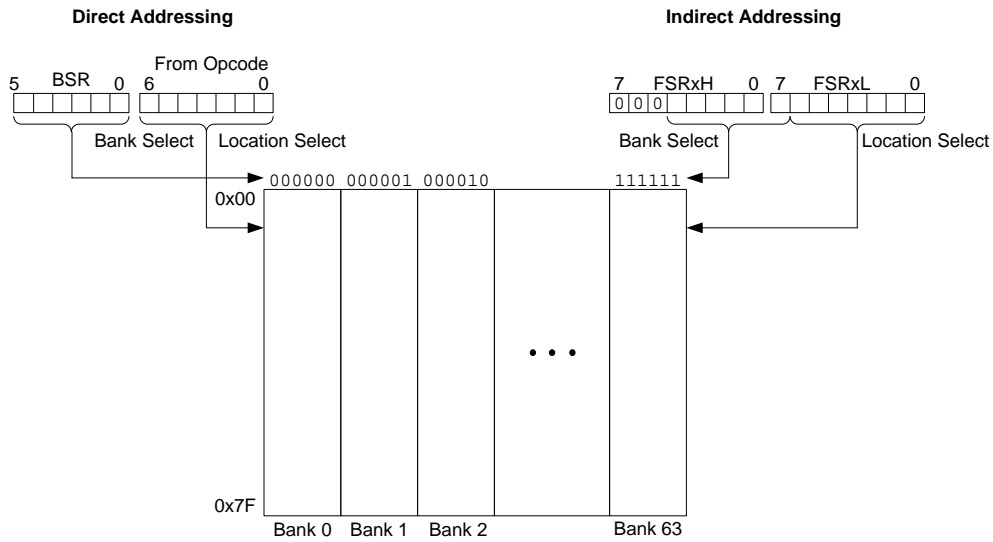 Direct Addressing
Indirect Addressing
From Opcode
5 BSR 0 6 0
7 FSRxH 0 7 FSRxL 0
0 0 0
Bank Select Location Select
Bank Select Location Select
000000 000001 000010 111111
0x00
0x7F
Bank 0 Bank 1 Bank 2 Bank 63